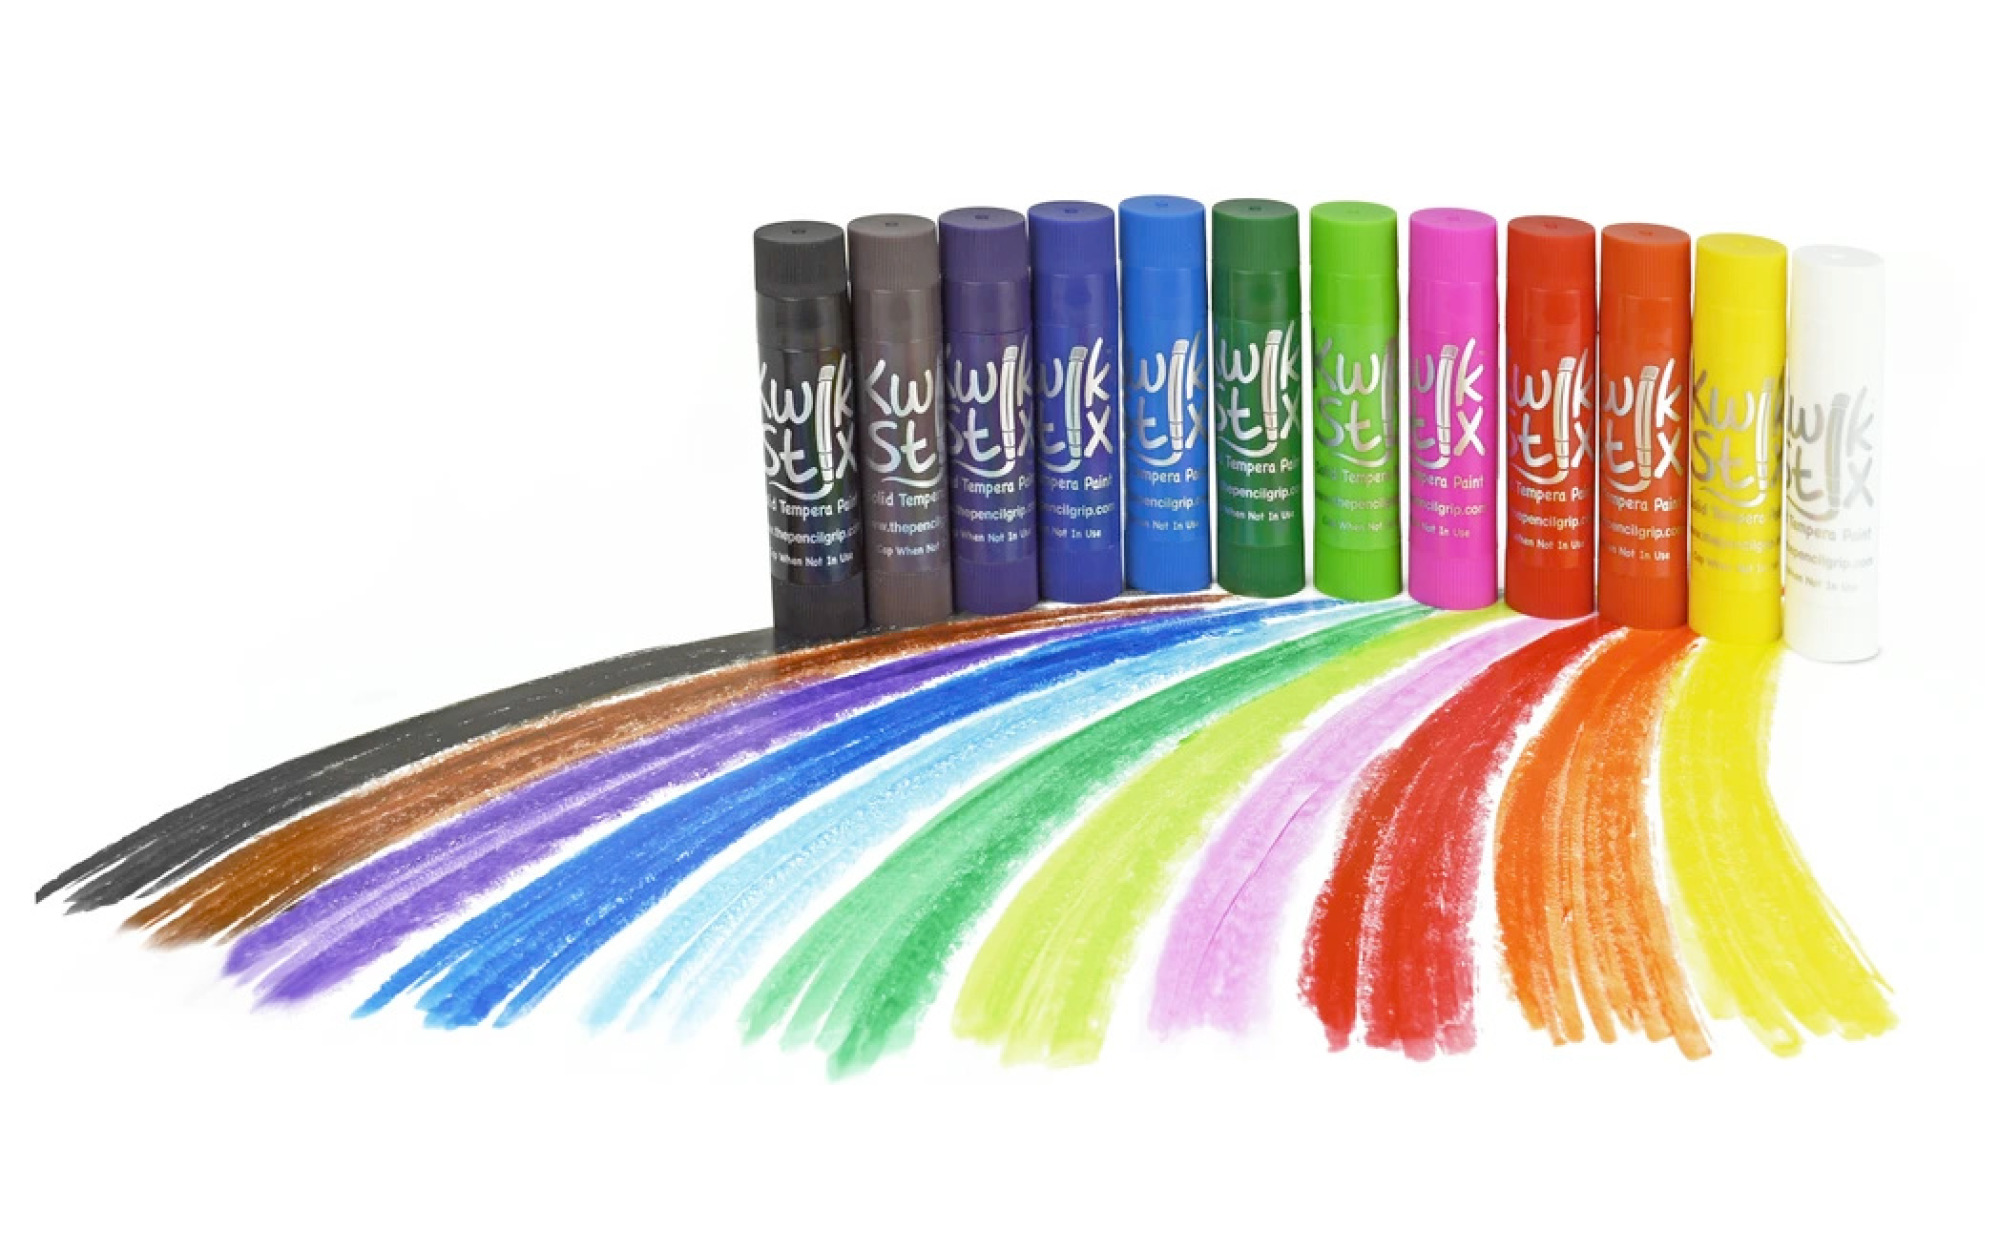 Kwik
Stix
Solid Tempera Paint
www.thepencilgrip.com
Cap When Not In Use